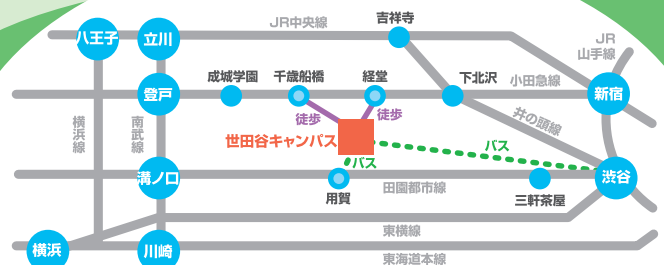 吉祥寺
JR中央線
JR
山手線
八王子
立川
成城学園
千歳船橋
経堂
下北沢
小田急線
登戸
新宿
徒歩
徒歩
井の頭線
横浜線
南武線
世田谷キャンパス
バス
バス
溝ノ口
渋谷
田園都市線
用賀
三軒茶屋
東横線
横浜
川崎
東海道本線